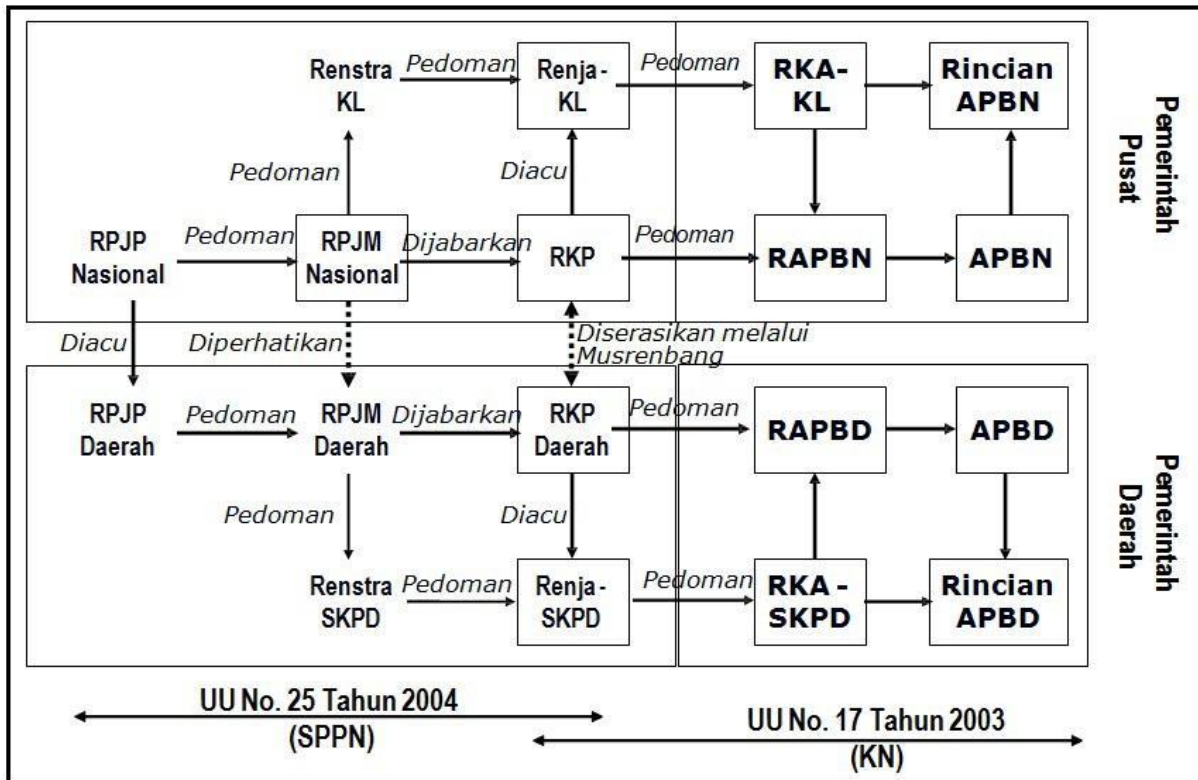 Renstra
KL
Pedoman
Renja-
KL
Pedoman
RKA-
KL
Rincian
APBN
Pemerintah
Pusat
Pedoman
Diacu
RPJP
Nasional
Pedoman
RPJM
Nasional
Dijabarkan
RKP
Pedoman
RAPBN
APBN
Diacu
Diperhatikan
Diserasikan melalui
Musrenbang
RPJP
Daerah
Pedoman
RPJM
Daerah
Dijabarkan
RKP
Daerah
Pedoman
RAPBD
APBD
Pemerintah
Daerah
Pedoman
Diacu
Renstra
SKPD
Pedoman
Renja -
SKPD
Pedoman
RKA -
SKPD
Rincian
APBD
UU No. 25 Tahun 2004
(SPPN)
UU No. 17 Tahun 2003
(KN)